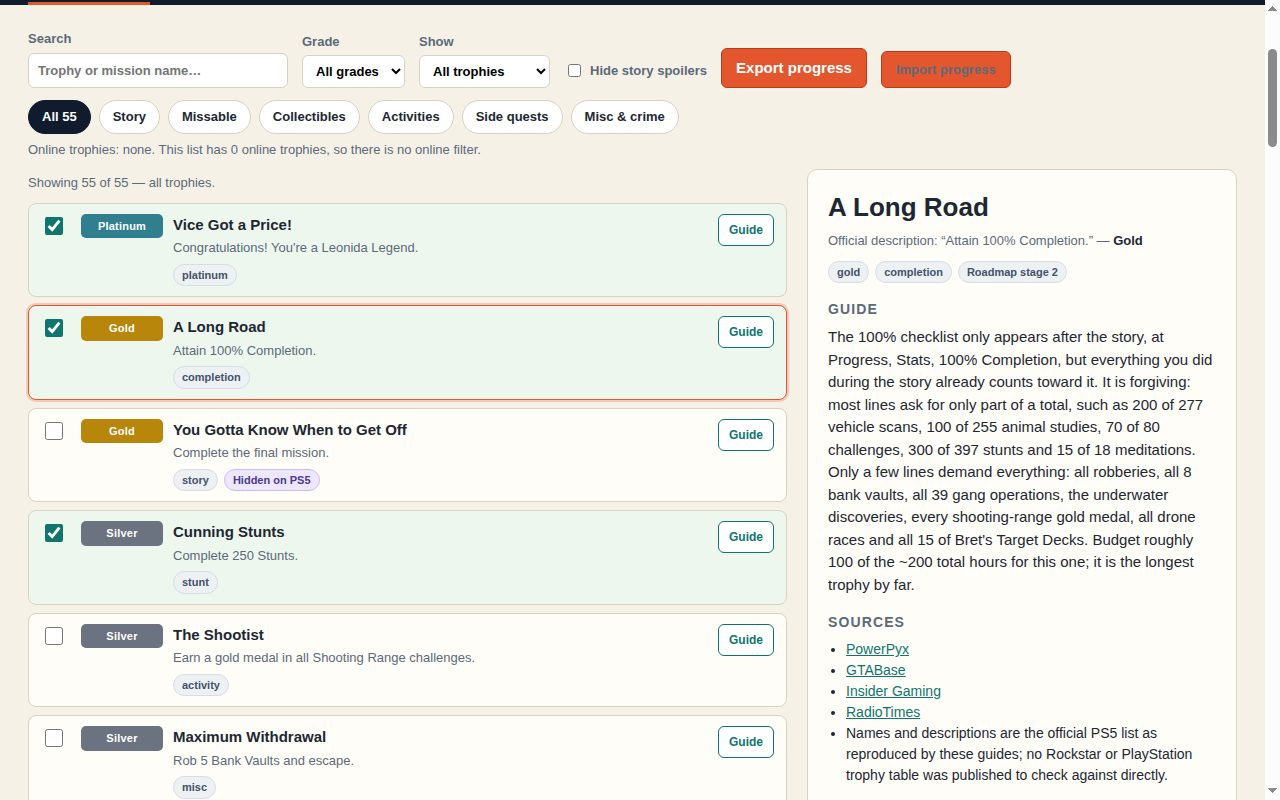 Search
Grade
Show
Trophy or mission name…
All grades
All trophies
Hide story spoilers
Export progress
Import progress
All 55
Story
Missable
Collectibles
Activities
Side quests
Misc & crime
Online trophies: none. This list has 0 online trophies, so there is no online filter.
Showing 55 of 55 — all trophies.
Platinum
Vice Got a Price!
Guide
Congratulations! You're a Leonida Legend.
platinum
Gold
A Long Road
Guide
Attain 100% Completion.
completion
Gold
You Gotta Know When to Get Off
Guide
Complete the final mission.
story
Hidden on PS5
Silver
Cunning Stunts
Guide
Complete 250 Stunts.
stunt
Silver
The Shootist
Guide
Earn a gold medal in all Shooting Range challenges.
activity
Silver
Maximum Withdrawal
Guide
Rob 5 Bank Vaults and escape.
misc
A Long Road
Official description: “Attain 100% Completion.” — Gold
gold
completion
Roadmap stage 2
GUIDE
The 100% checklist only appears after the story, at
Progress, Stats, 100% Completion, but everything you did
during the story already counts toward it. It is forgiving:
most lines ask for only part of a total, such as 200 of 277
vehicle scans, 100 of 255 animal studies, 70 of 80
challenges, 300 of 397 stunts and 15 of 18 meditations.
Only a few lines demand everything: all robberies, all 8
bank vaults, all 39 gang operations, the underwater
discoveries, every shooting-range gold medal, all drone
races and all 15 of Bret's Target Decks. Budget roughly
100 of the ~200 total hours for this one; it is the longest
trophy by far.
SOURCES
PowerPyx
GTABase
Insider Gaming
RadioTimes
Names and descriptions are the official PS5 list as
reproduced by these guides; no Rockstar or PlayStation
trophy table was published to check against directly.